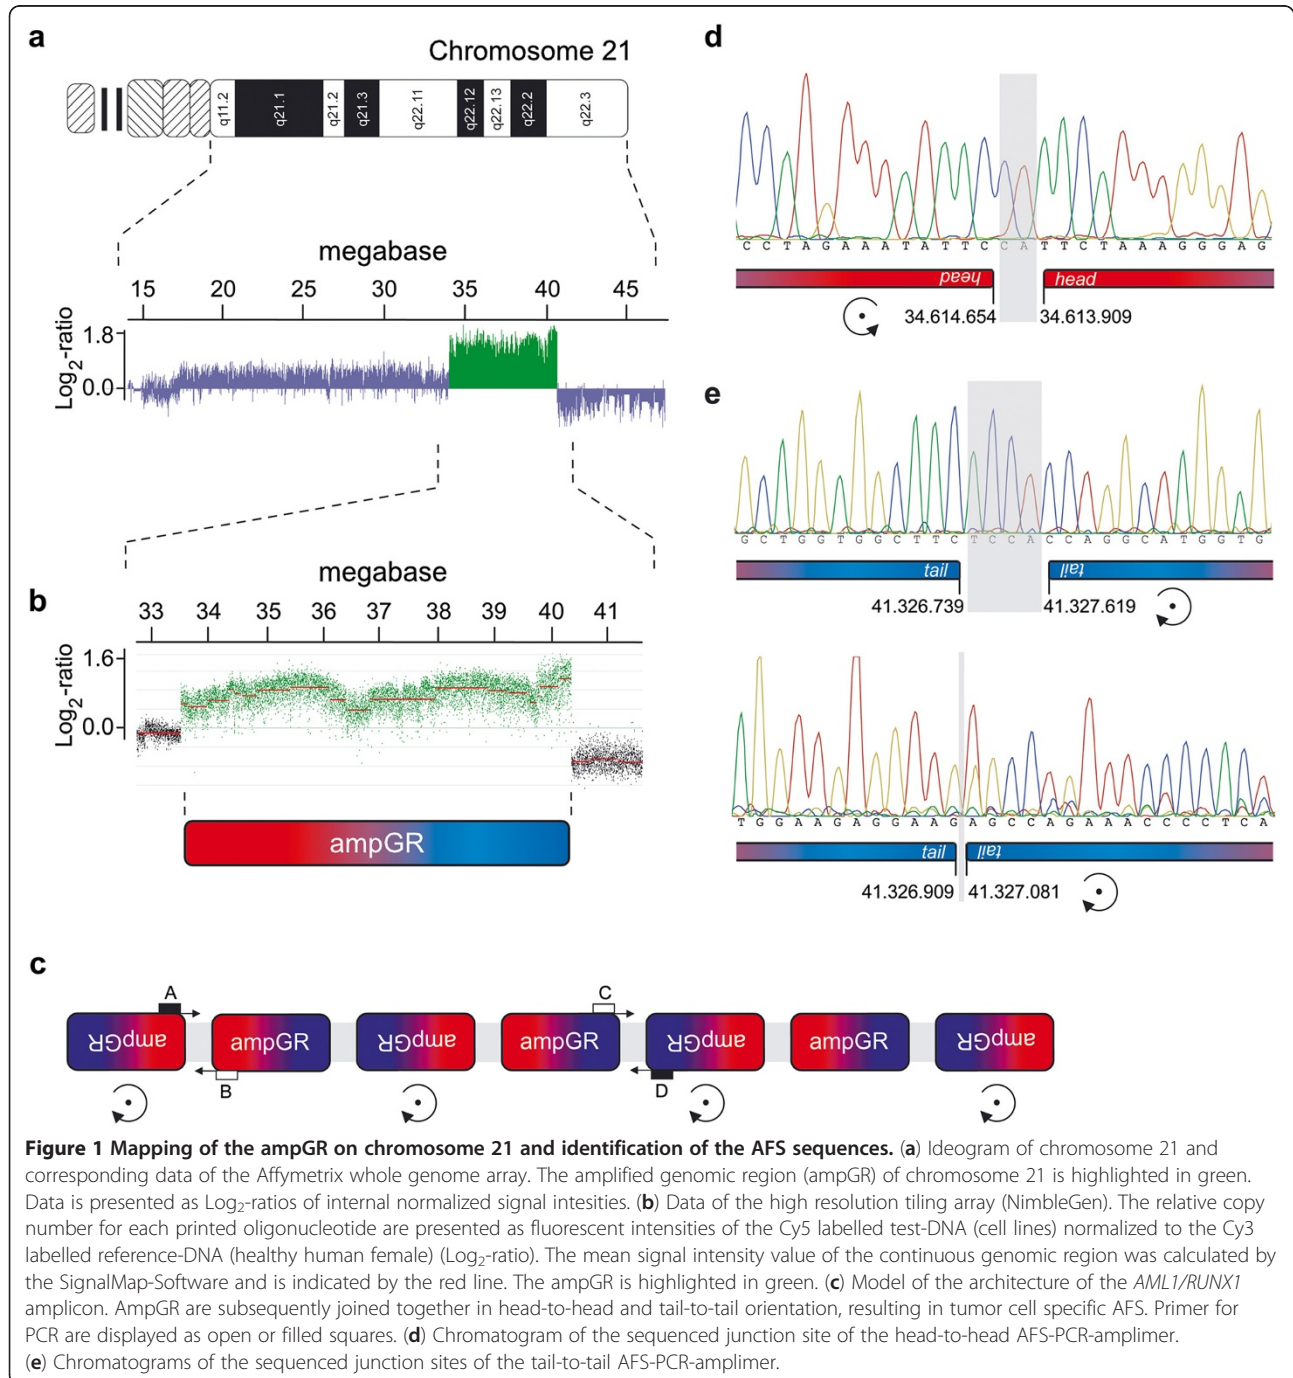 a
Chromosome 21
q11.2 q21.1 q21.2 q21.3 q22.11 q22.12 q22.13 q22.2 q22.3
megabase
15 20 25 30 35 40 45
Log2-ratio
1.8
0.0
megabase
b
33 34 35 36 37 38 39 40 41
Log2-ratio
1.6
0.0
ampGR
d
C C T A G A A A T A T T C C A T T C T A A A G G G A G
head head
34.614.654 34.613.909
e
G C T G G T G G C T T C T C C A C C A G G C A T G G T G
tail tail
41.326.739 41.327.619
T G G A A G A G G A A G A G C C A G A A A C C C C T C A
tail tail
41.326.909 41.327.081
c
A C
ampGR ampGR ampGR ampGR ampGR ampGR ampGR
B D
Figure 1 Mapping of the ampGR on chromosome 21 and identification of the AFS sequences. (a) Ideogram of chromosome 21 and
corresponding data of the Affymetrix whole genome array. The amplified genomic region (ampGR) of chromosome 21 is highlighted in green.
Data is presented as Log2-ratios of internal normalized signal intesities. (b) Data of the high resolution tiling array (NimbleGen). The relative copy
number for each printed oligonucleotide are presented as fluorescent intensities of the Cy5 labelled test-DNA (cell lines) normalized to the Cy3
labelled reference-DNA (healthy human female) (Log2-ratio). The mean signal intensity value of the continuous genomic region was calculated by
the SignalMap-Software and is indicated by the red line. The ampGR is highlighted in green. (c) Model of the architecture of the AML1/RUNX1
amplicon. AmpGR are subsequently joined together in head-to-head and tail-to-tail orientation, resulting in tumor cell specific AFS. Primer for
PCR are displayed as open or filled squares. (d) Chromatogram of the sequenced junction site of the head-to-head AFS-PCR-amplimer.
(e) Chromatograms of the sequenced junction sites of the tail-to-tail AFS-PCR-amplimer.